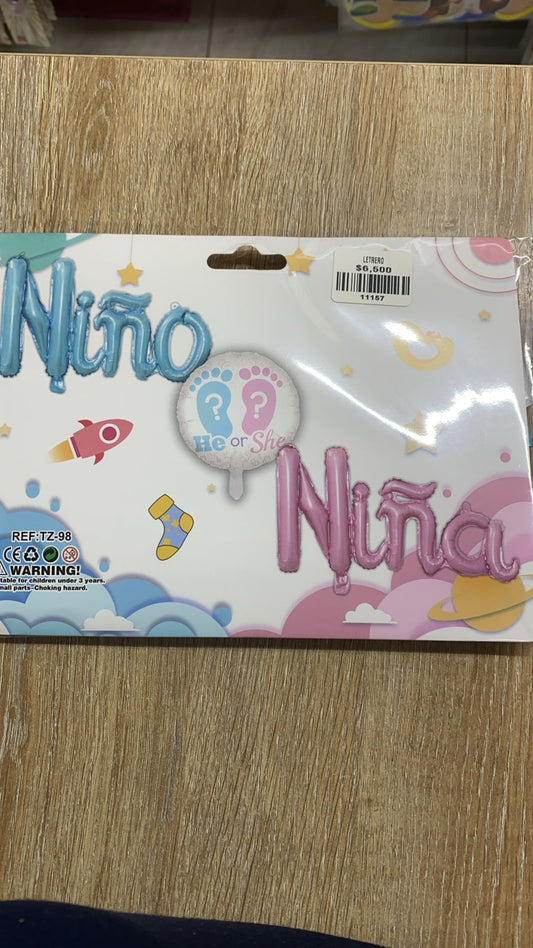 LETRERO
$6,500
11157
Niño
? ?
He or She
Niña
REF:TZ-98
CE
WARNING!
table for children under 3 years.
mall parts-Choking hazard.